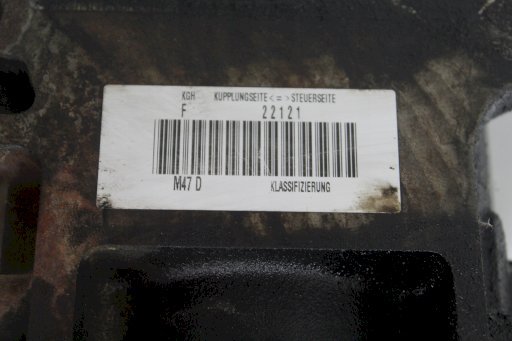 KGH KUPPLUNGSEITE < = > STEUERSEITE
F 22121
M47 D KLASSIFIZIERUNG